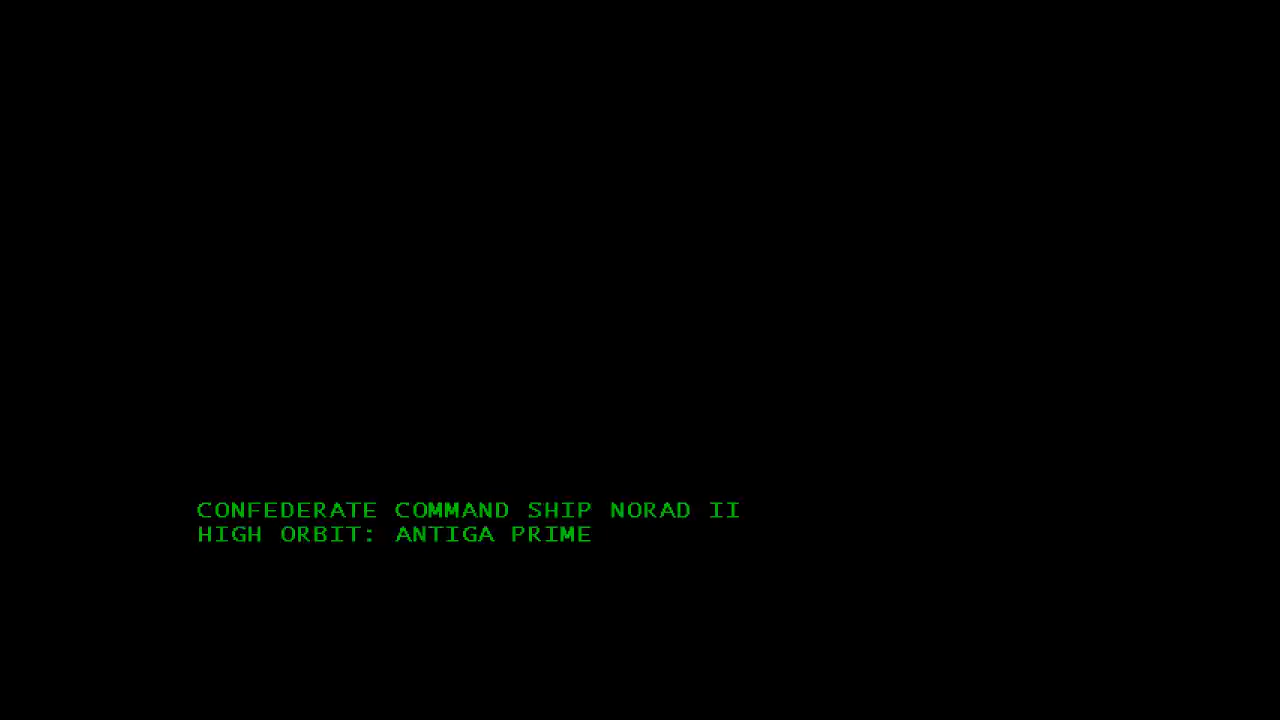 CONFEDERATE COMMAND SHIP NORAD II
HIGH ORBIT: ANTIGA PRIME